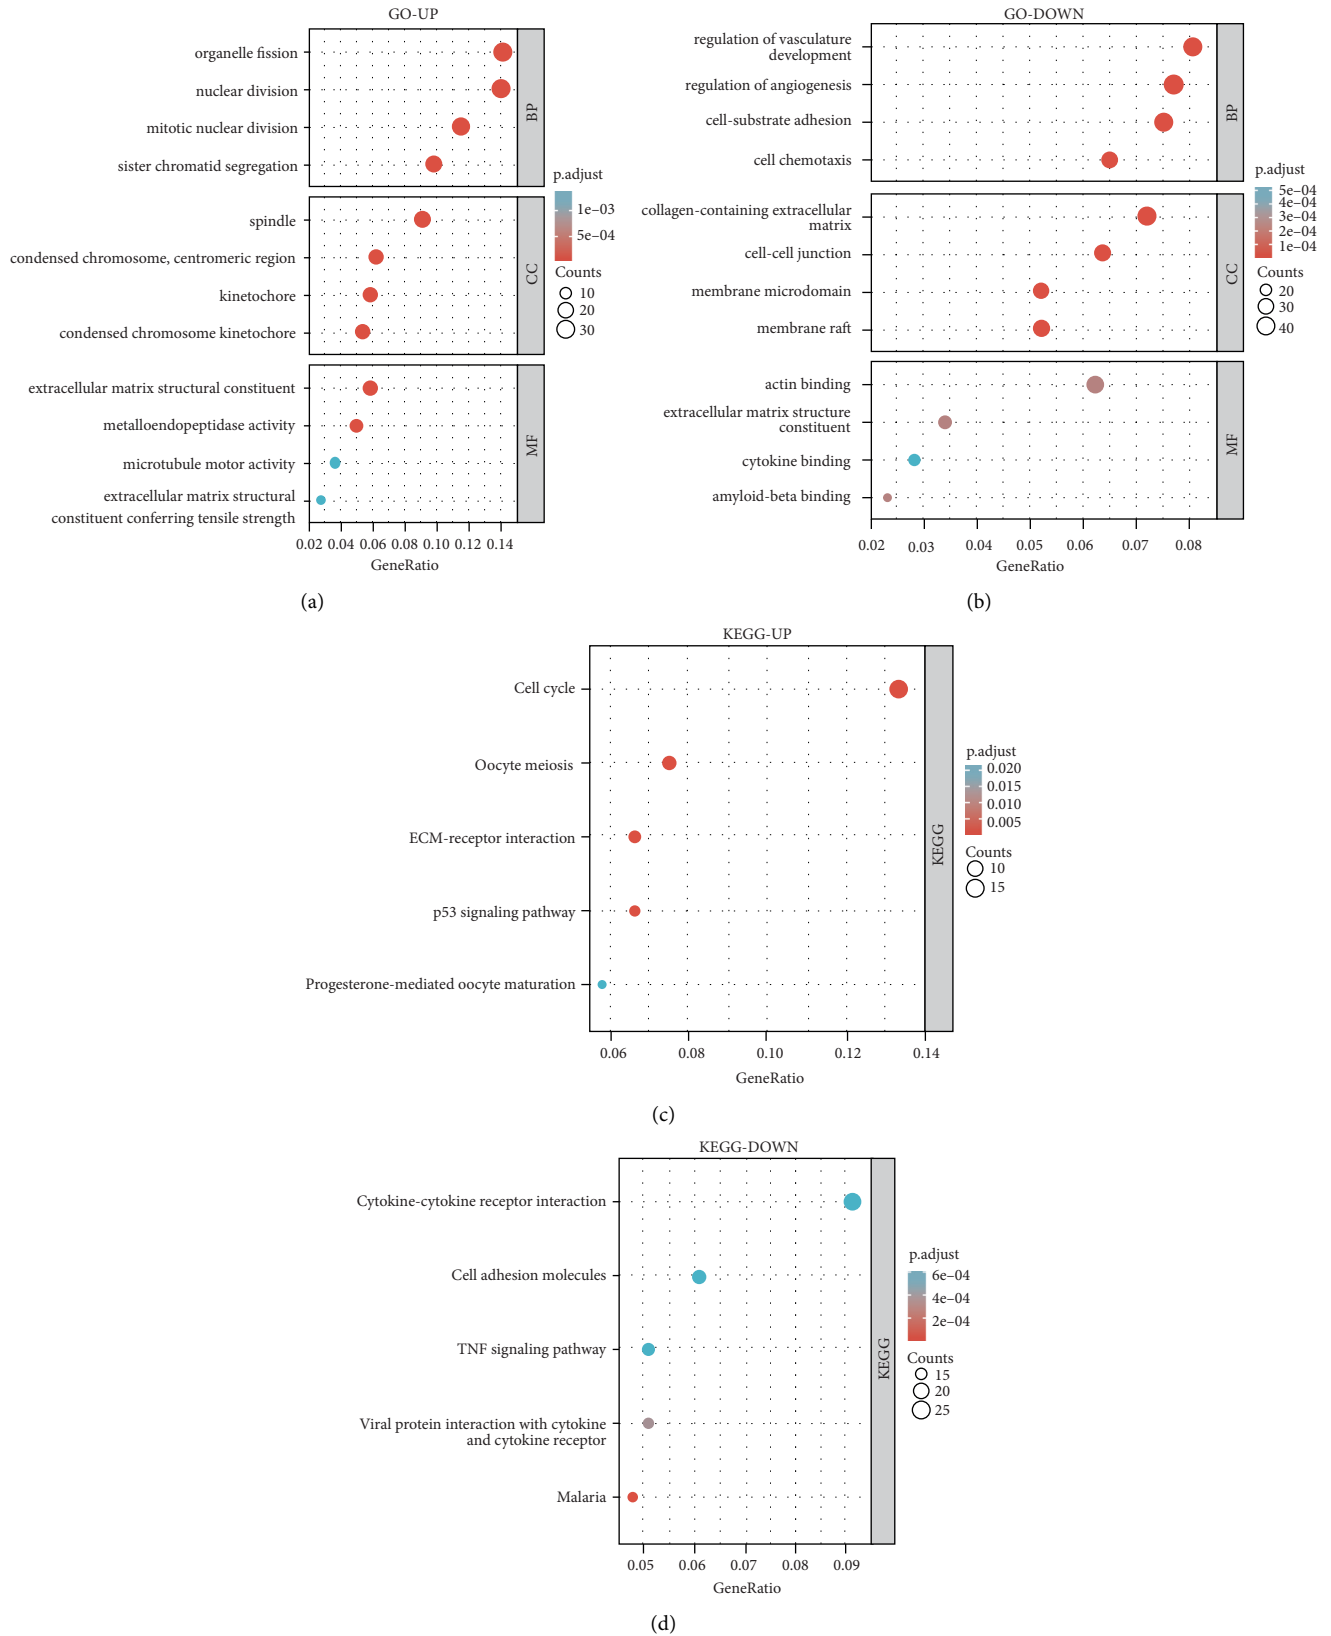 GO-UP
organelle fission
nuclear division
mitotic nuclear division
sister chromatid segregation
BP
spindle
condensed chromosome, centromeric region
kinetochore
condensed chromosome kinetochore
CC
extracellular matrix structural constituent
metalloendopeptidase activity
microtubule motor activity
extracellular matrix structural
constituent conferring tensile strength
MF
0.02 0.04 0.06 0.08 0.10 0.12 0.14
GeneRatio
p.adjust
1e–03
5e–04
Counts
10
20
30
(a)
GO-DOWN
regulation of vasculature
development
regulation of angiogenesis
cell-substrate adhesion
cell chemotaxis
BP
collagen-containing extracellular
matrix
cell-cell junction
membrane microdomain
membrane raft
CC
actin binding
extracellular matrix structure
constituent
cytokine binding
amyloid-beta binding
MF
0.02 0.03 0.04 0.05 0.06 0.07 0.08
GeneRatio
p.adjust
5e–04
4e–04
3e–04
2e–04
1e–04
Counts
20
30
40
(b)
KEGG-UP
Cell cycle
Oocyte meiosis
ECM-receptor interaction
p53 signaling pathway
Progesterone-mediated oocyte maturation
KEGG
0.06 0.08 0.10 0.12 0.14
GeneRatio
p.adjust
0.020
0.015
0.010
0.005
Counts
10
15
(c)
KEGG-DOWN
Cytokine-cytokine receptor interaction
Cell adhesion molecules
TNF signaling pathway
Viral protein interaction with cytokine
and cytokine receptor
Malaria
KEGG
0.05 0.06 0.07 0.08 0.09
GeneRatio
p.adjust
6e–04
4e–04
2e–04
Counts
15
20
25
(d)